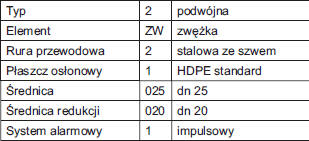 Typ 2 podwójna
Element ZW zwężka
Rura przewodowa 2 stalowa ze szwem
Płaszcz osłonowy 1 HDPE standard
Średnica 025 dn 25
Średnica redukcji 020 dn 20
System alarmowy 1 impulsowy